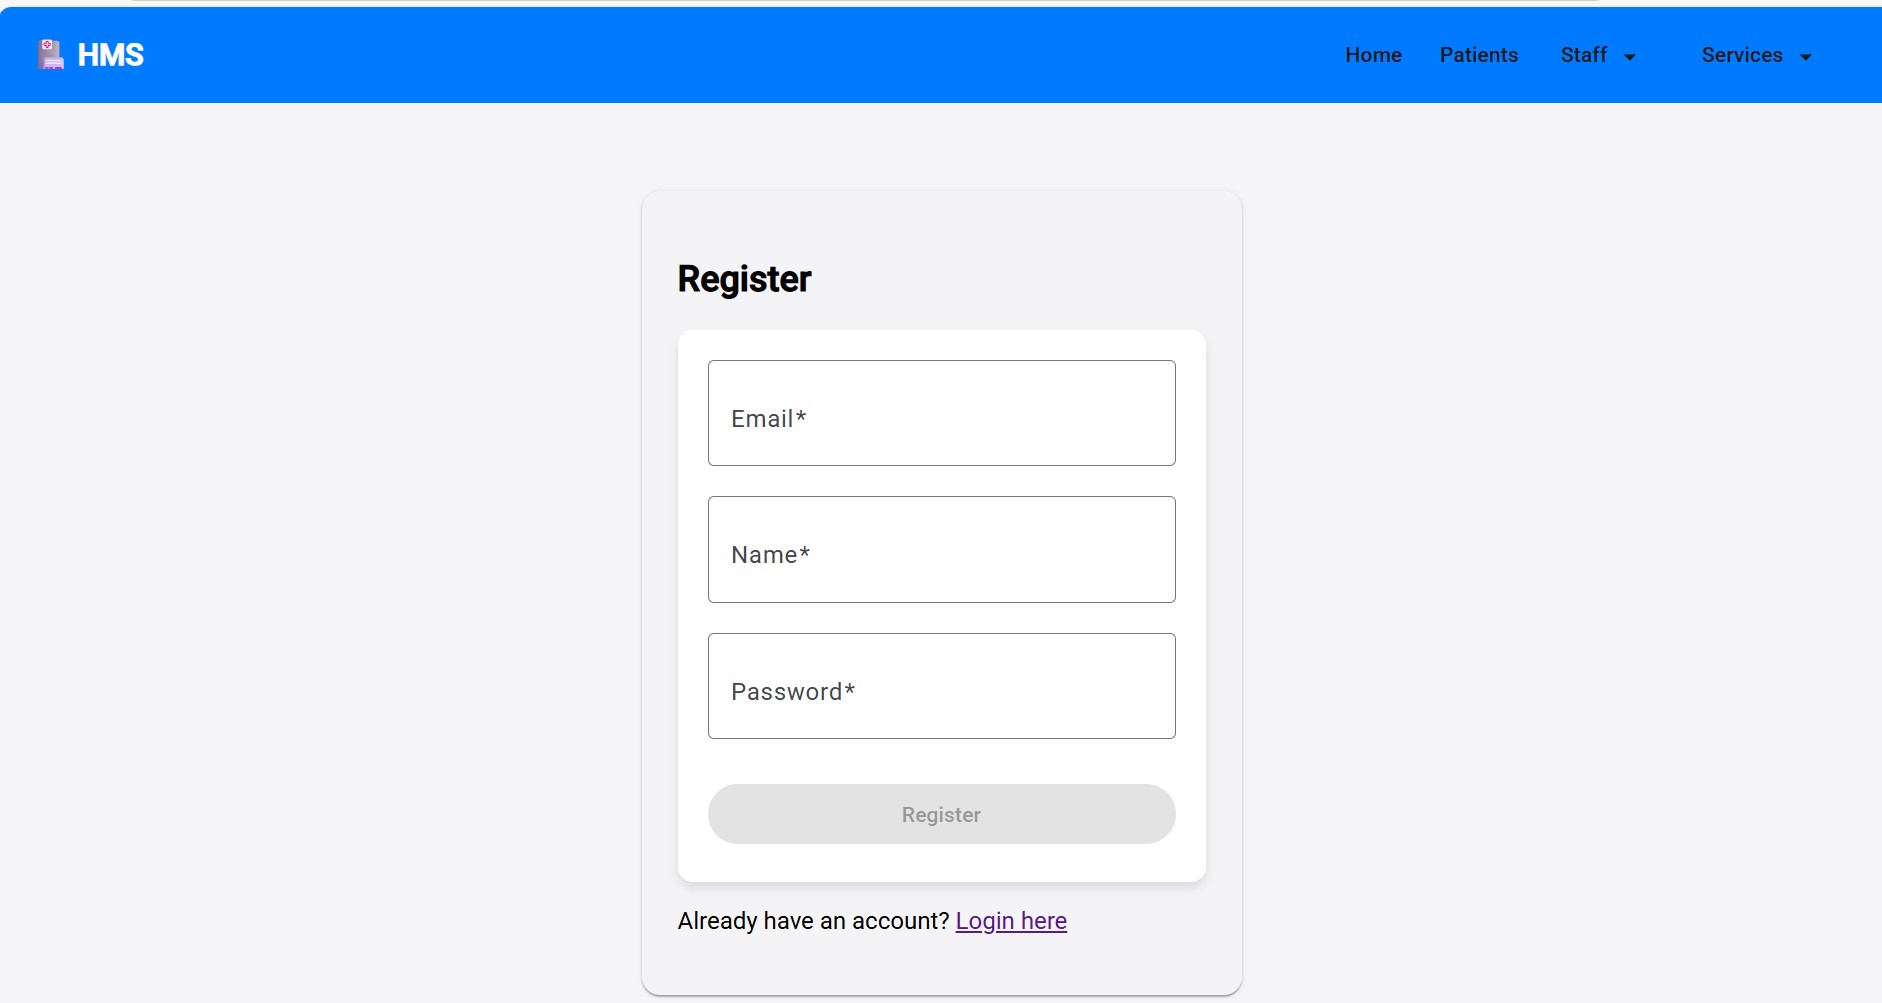 HMS
Home Patients Staff Services
Register
Email*
Name*
Password*
Register
Already have an account? Login here